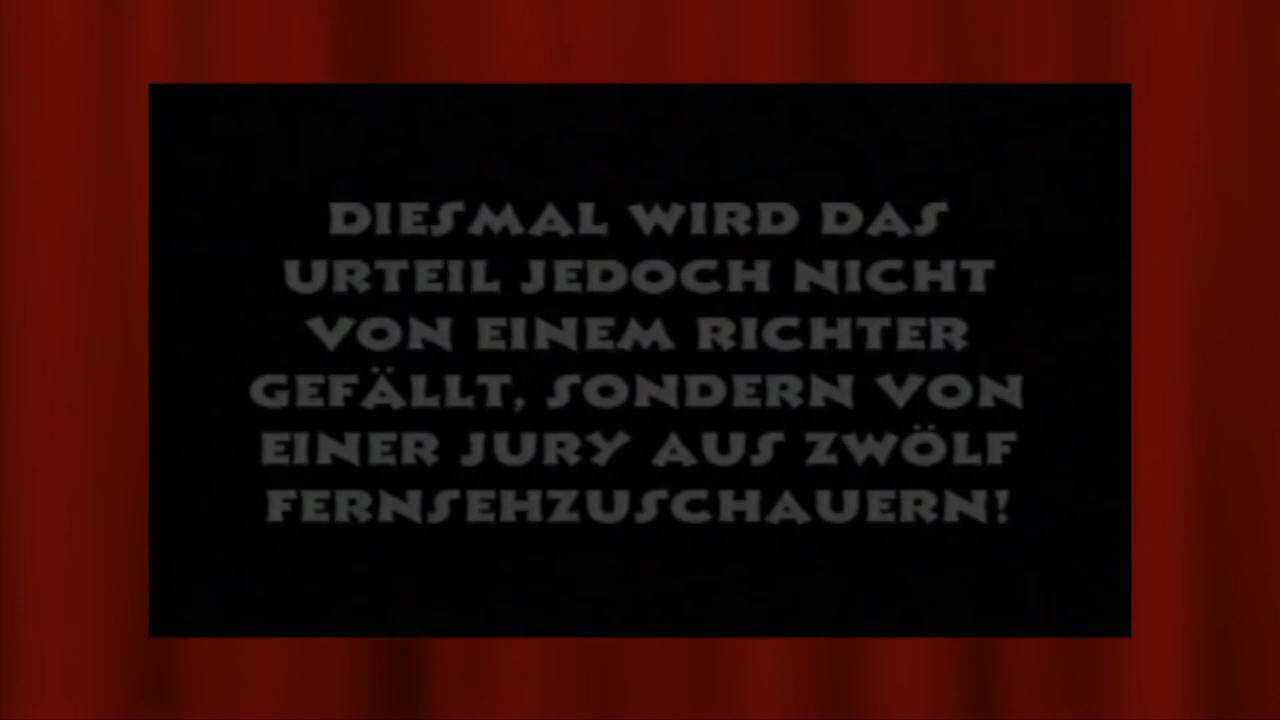 DIESMAL WIRD DAS
URTEIL JEDOCH NICHT
VON EINEM RICHTER
GEFÄLLT, SONDERN VON
EINER JURY AUS ZWÖLF
FERNSEHZUSCHAUERN!